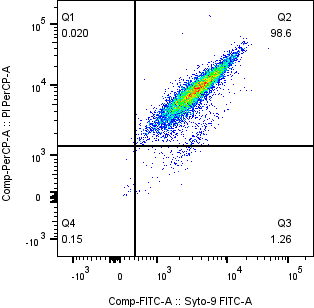 Q1
0.020
Q2
98.6
10^5
10^4
10^3
0
-10^3
Comp-PerCP-A :: PI PerCP-A
Q4
0.15
Q3
1.26
-10^3
0
10^3
10^4
10^5
Comp-FITC-A :: Syto-9 FITC-A